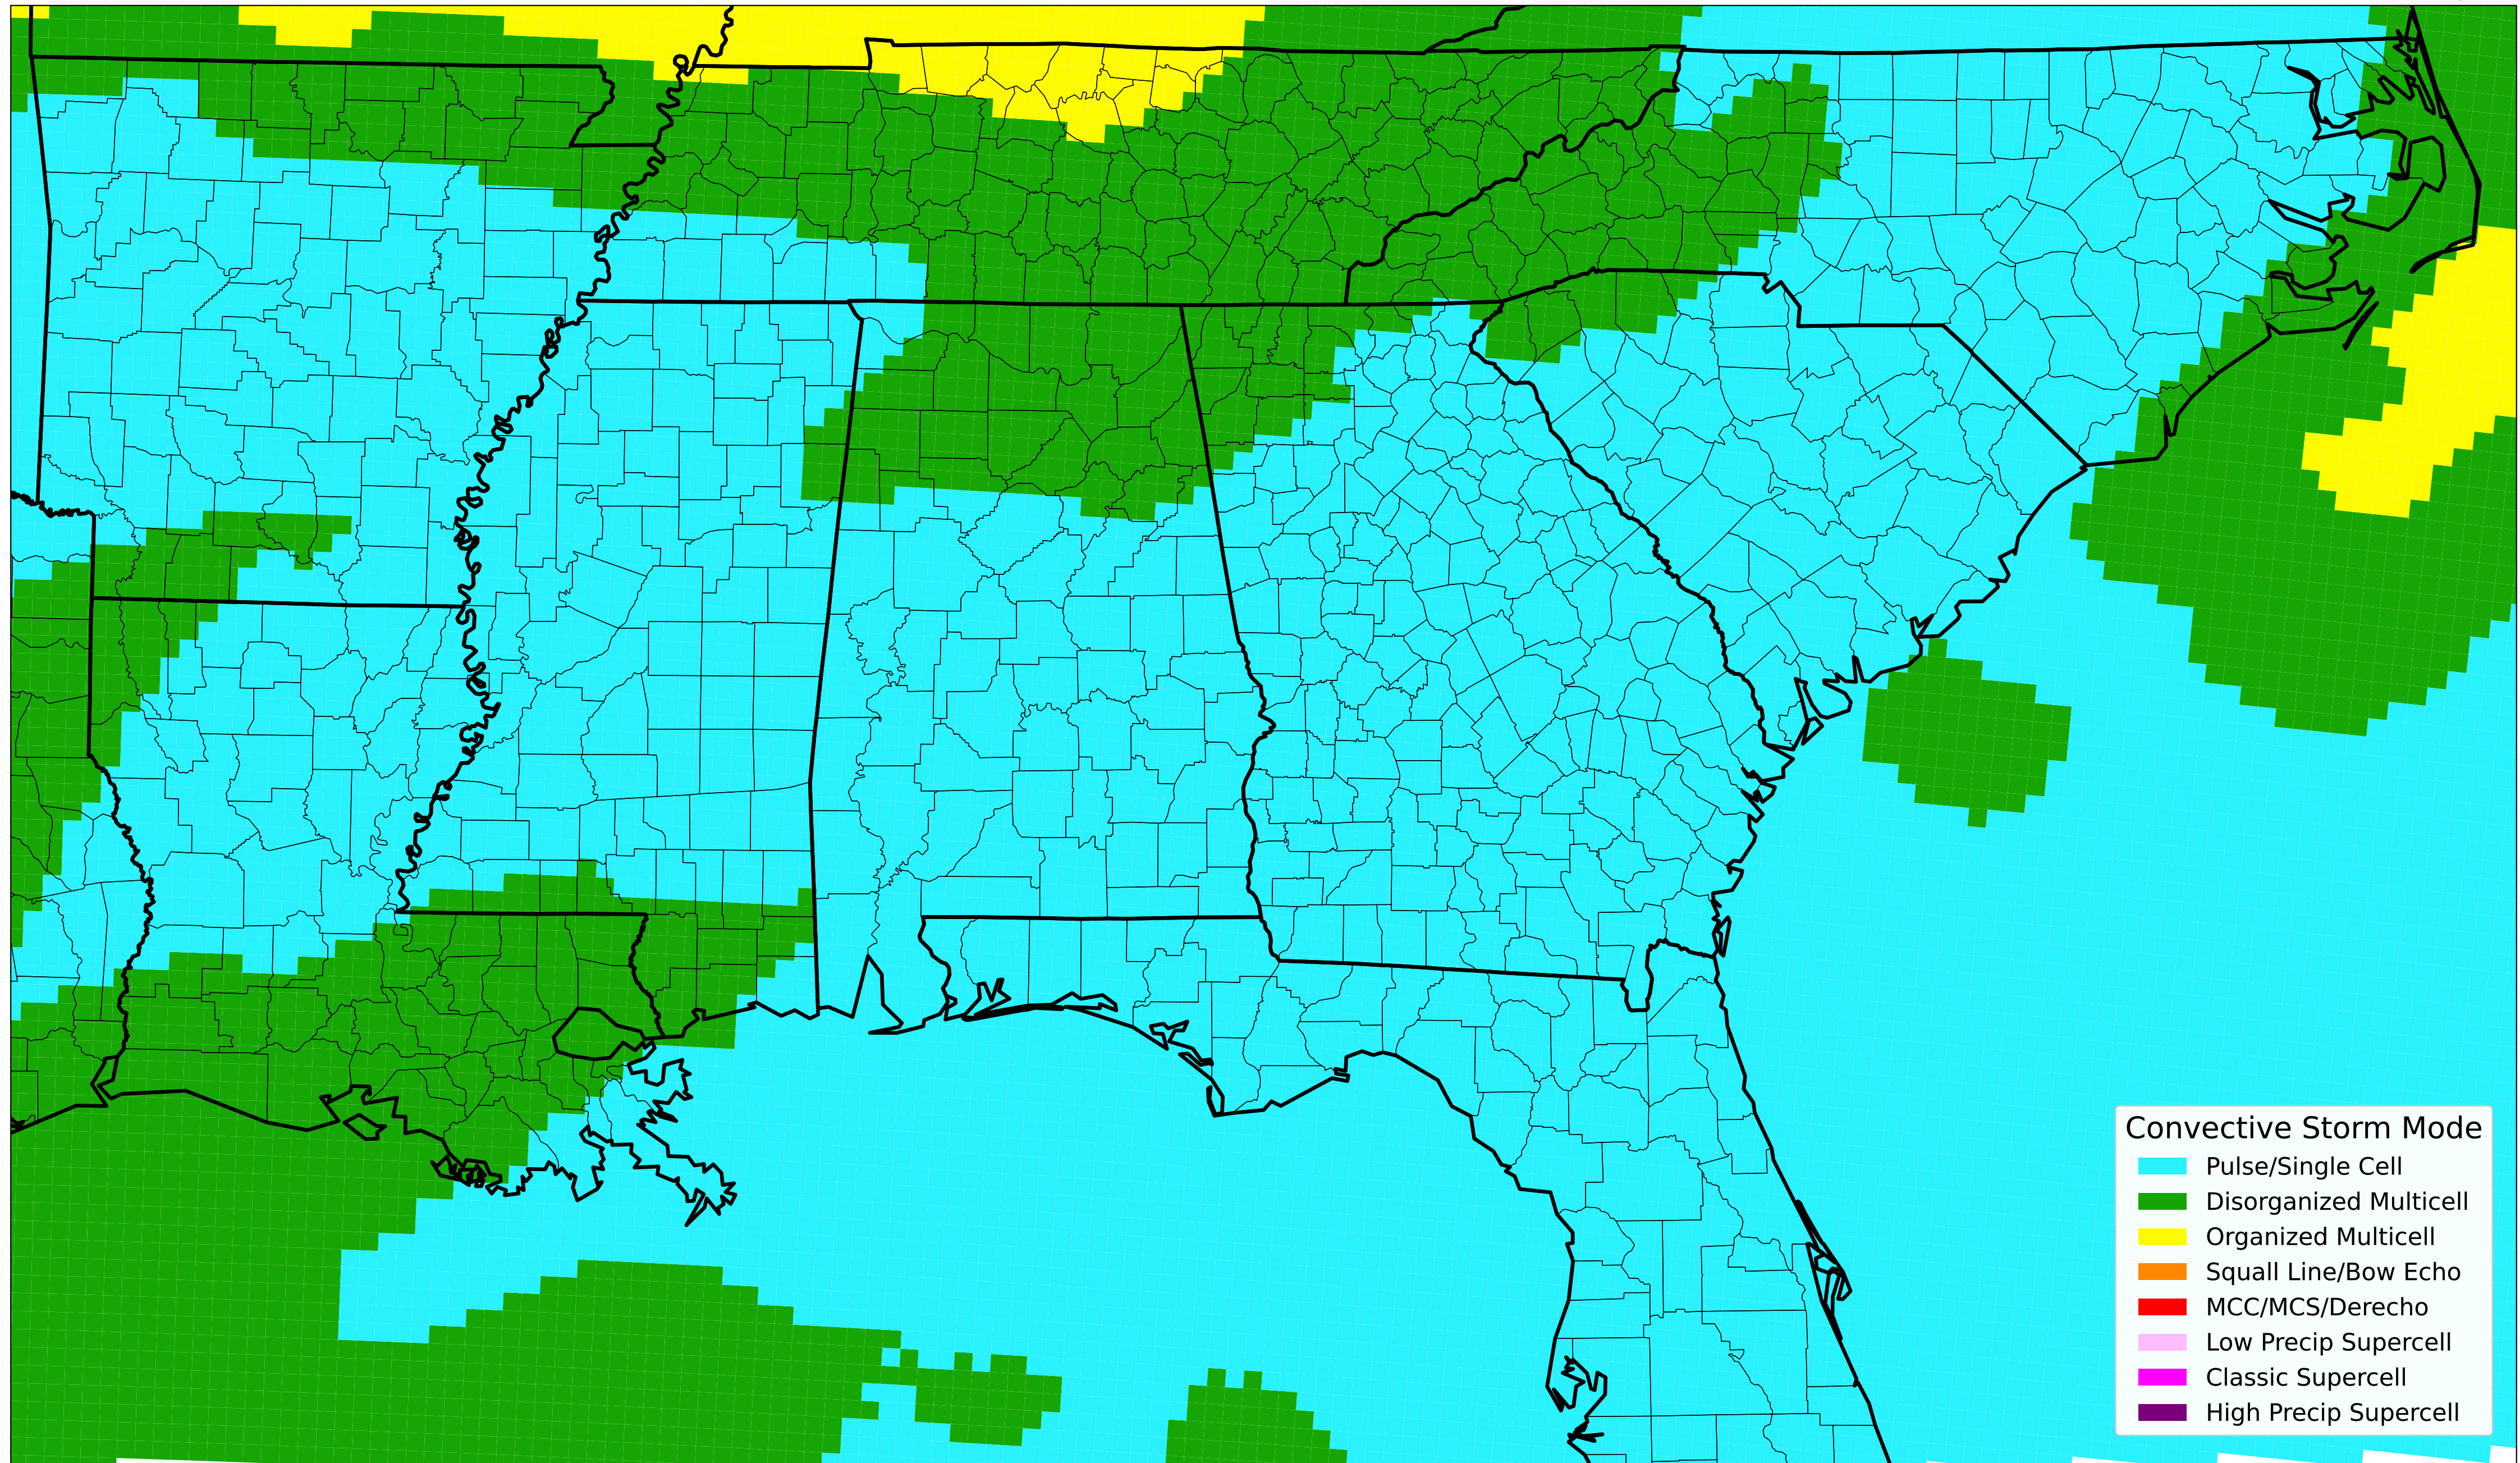 Convective Storm Mode
Pulse/Single Cell
Disorganized Multicell
Organized Multicell
Squall Line/Bow Echo
MCC/MCS/Derecho
Low Precip Supercell
Classic Supercell
High Precip Supercell